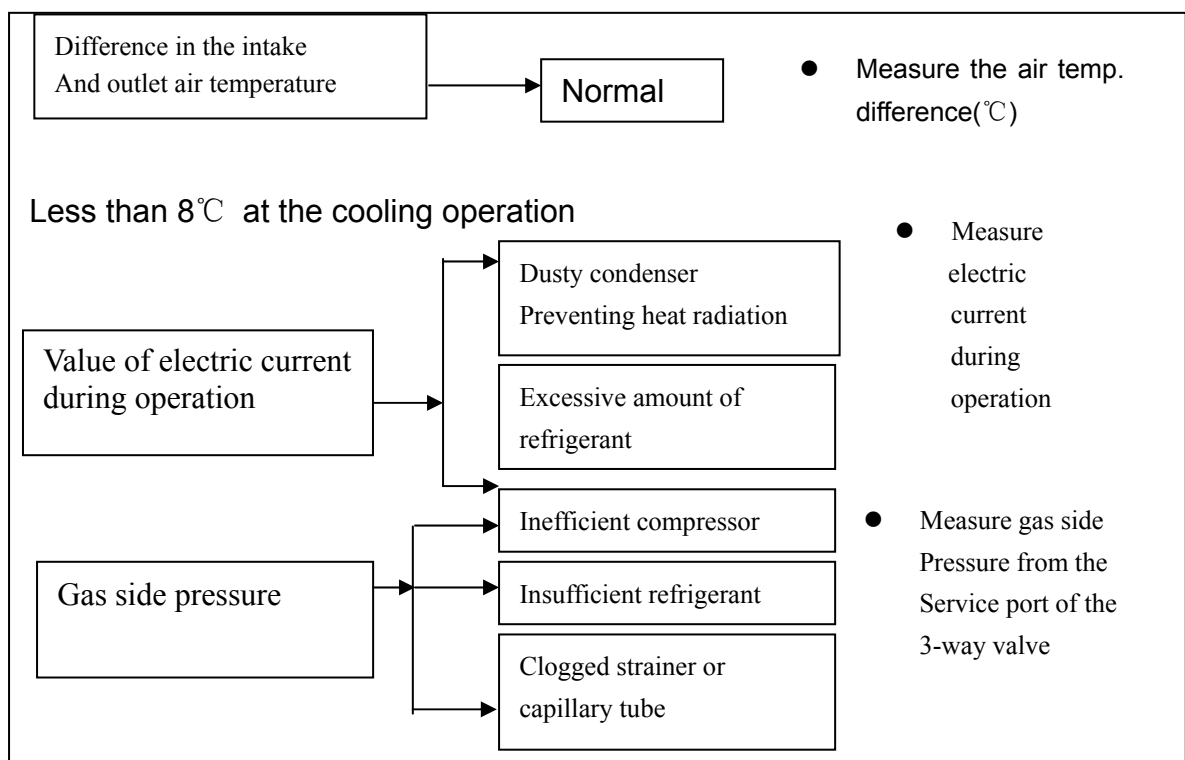 Difference in the intake
And outlet air temperature
Normal
● Measure the air temp.
difference(℃)
Less than 8℃ at the cooling operation
Value of electric current
during operation
Dusty condenser
Preventing heat radiation
Excessive amount of
refrigerant
● Measure
electric
current
during
operation
Inefficient compressor
Gas side pressure
Insufficient refrigerant
Clogged strainer or
capillary tube
● Measure gas side
Pressure from the
Service port of the
3-way valve